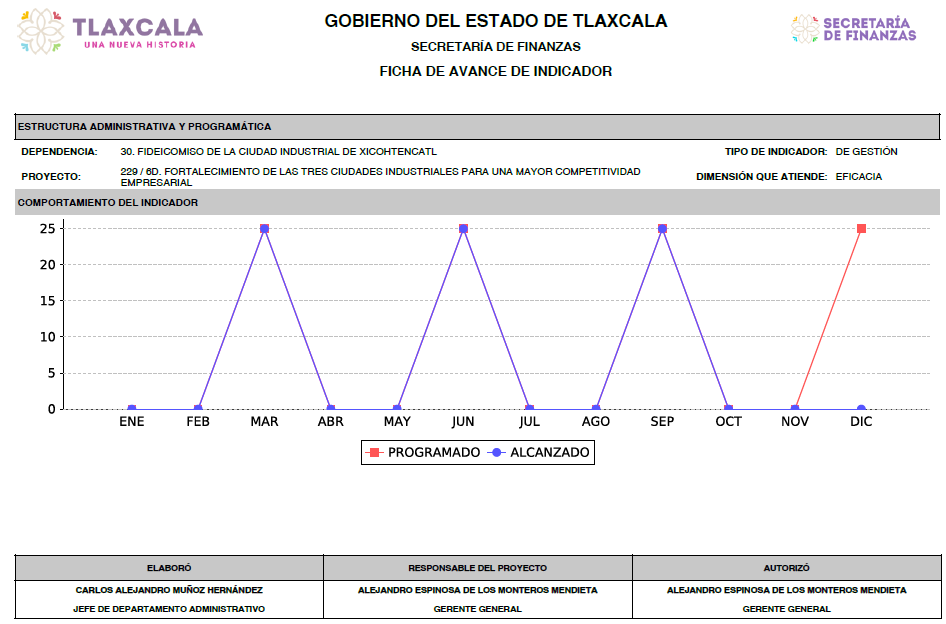 TLAXCALA
UNA NUEVA HISTORIA
GOBIERNO DEL ESTADO DE TLAXCALA
SECRETARÍA DE FINANZAS
FICHA DE AVANCE DE INDICADOR
SECRETARÍA
DE FINANZAS
ESTRUCTURA ADMINISTRATIVA Y PROGRAMÁTICA
DEPENDENCIA: 30. FIDEICOMISO DE LA CIUDAD INDUSTRIAL DE XICOHTENCATL TIPO DE INDICADOR: DE GESTIÓN
PROYECTO: 229 / 6D. FORTALECIMIENTO DE LAS TRES CIUDADES INDUSTRIALES PARA UNA MAYOR COMPETITIVIDAD
EMPRESARIAL
DIMENSIÓN QUE ATIENDE: EFICACIA
COMPORTAMIENTO DEL INDICADOR
25
20
15
10
5
0
ENE FEB MAR ABR MAY JUN JUL AGO SEP OCT NOV DIC
PROGRAMADO ALCANZADO
ELABORÓ RESPONSABLE DEL PROYECTO AUTORIZÓ
CARLOS ALEJANDRO MUÑOZ HERNÁNDEZ ALEJANDRO ESPINOSA DE LOS MONTEROS MENDIETA ALEJANDRO ESPINOSA DE LOS MONTEROS MENDIETA
JEFE DE DEPARTAMENTO ADMINISTRATIVO GERENTE GENERAL GERENTE GENERAL